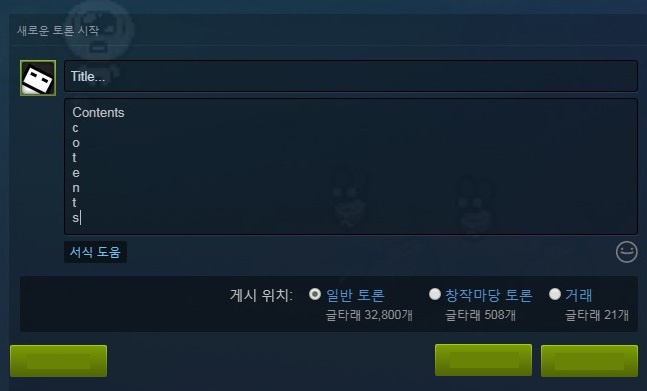 새로운 토론 시작
Title...
Contents
c
o
t
e
n
t
s
서식 도움
게시 위치: 일반 토론 창작마당 토론 거래
글타래 32,800개 글타래 508개 글타래 21개